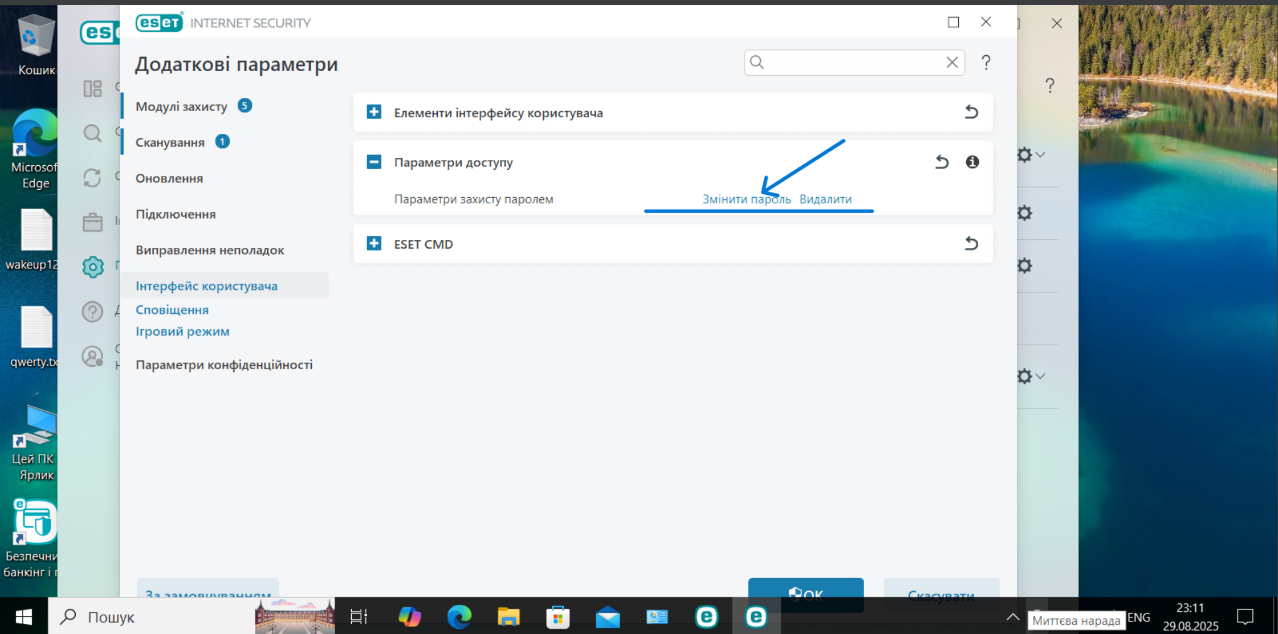 Кошик
Microsof
Edge
wakeup12
qwerty.tx
Цей ПК
Ярлик
Безпечни
банкінг і п
es
eset INTERNET SECURITY
Додаткові параметри
?
?
Модулі захисту 5
Сканування 1
Оновлення
Підключення
Виправлення неполадок
Інтерфейс користувача
Сповіщення
Ігровий режим
Параметри конфіденційності
Елементи інтерфейсу користувача
Параметри доступу
Параметри захисту паролем Змінити пароль Видалити
ESET CMD
За замовчуванням
OK
Скасувати
Пошук
Миттєва нарада
ENG
23:11
29.08.2025